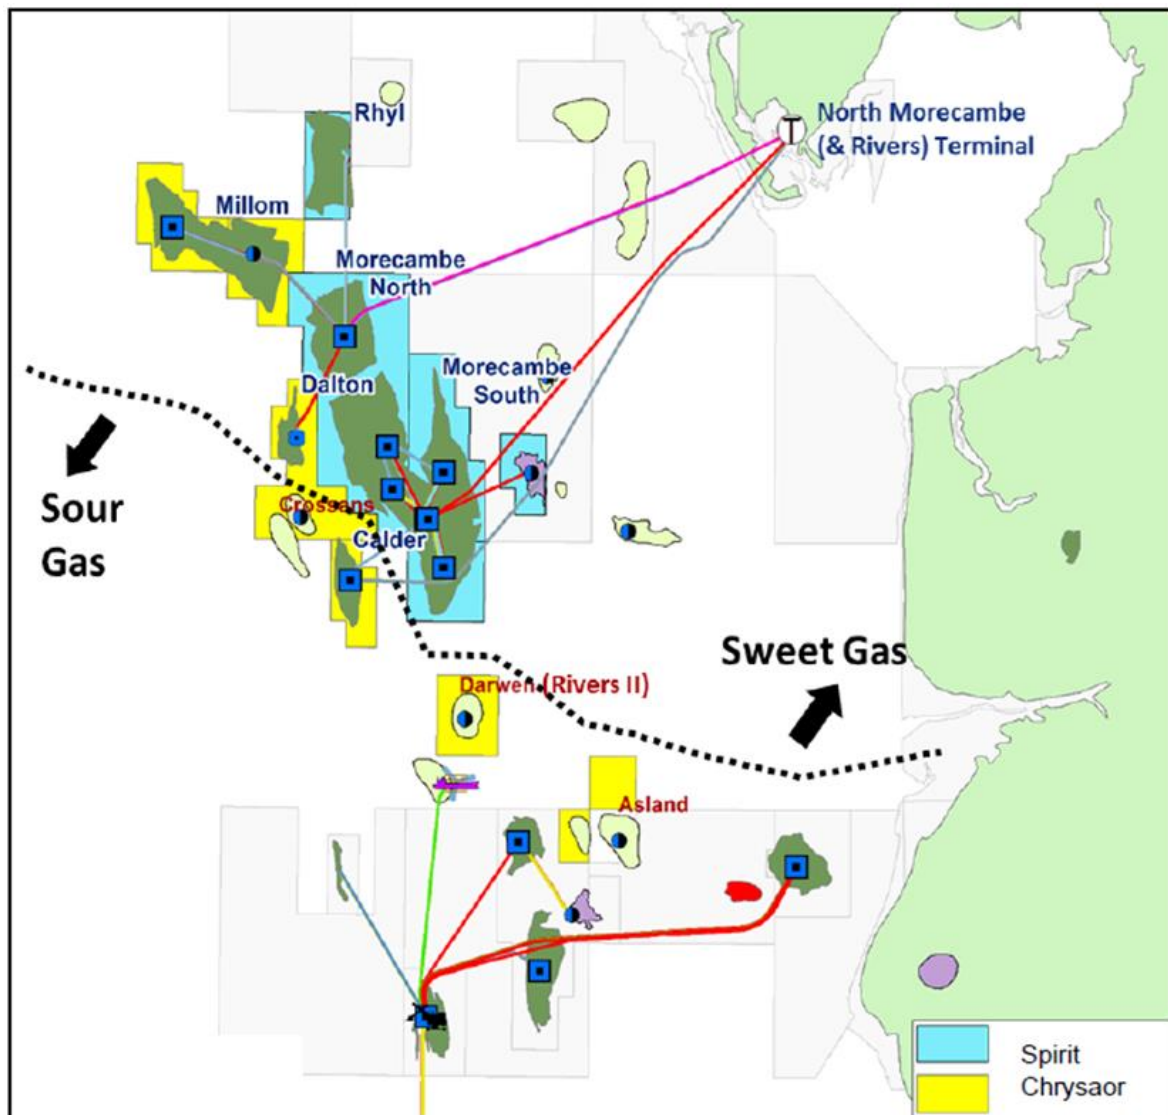 Rhyl
North Morecambe
(& Rivers) Terminal
T
Millom
Morecambe
North
Morecambe
South
Dalton
Sour
Gas
Crossans
Calder
Sweet Gas
Darwen (Rivers II)
Asland
Spirit
Chrysaor